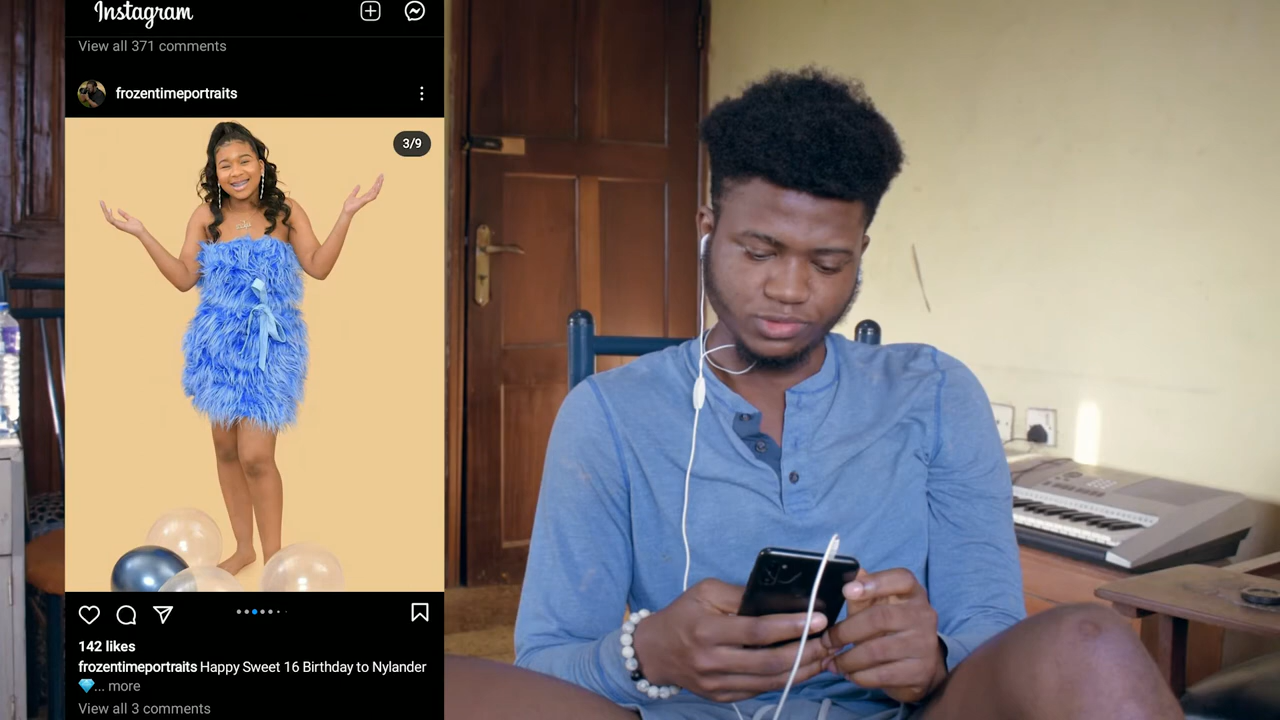 Instagram
View all 371 comments
frozentimeportraits
3/9
142 likes
frozentimeportraits Happy Sweet 16 Birthday to Nylander
💎... more
View all 3 comments